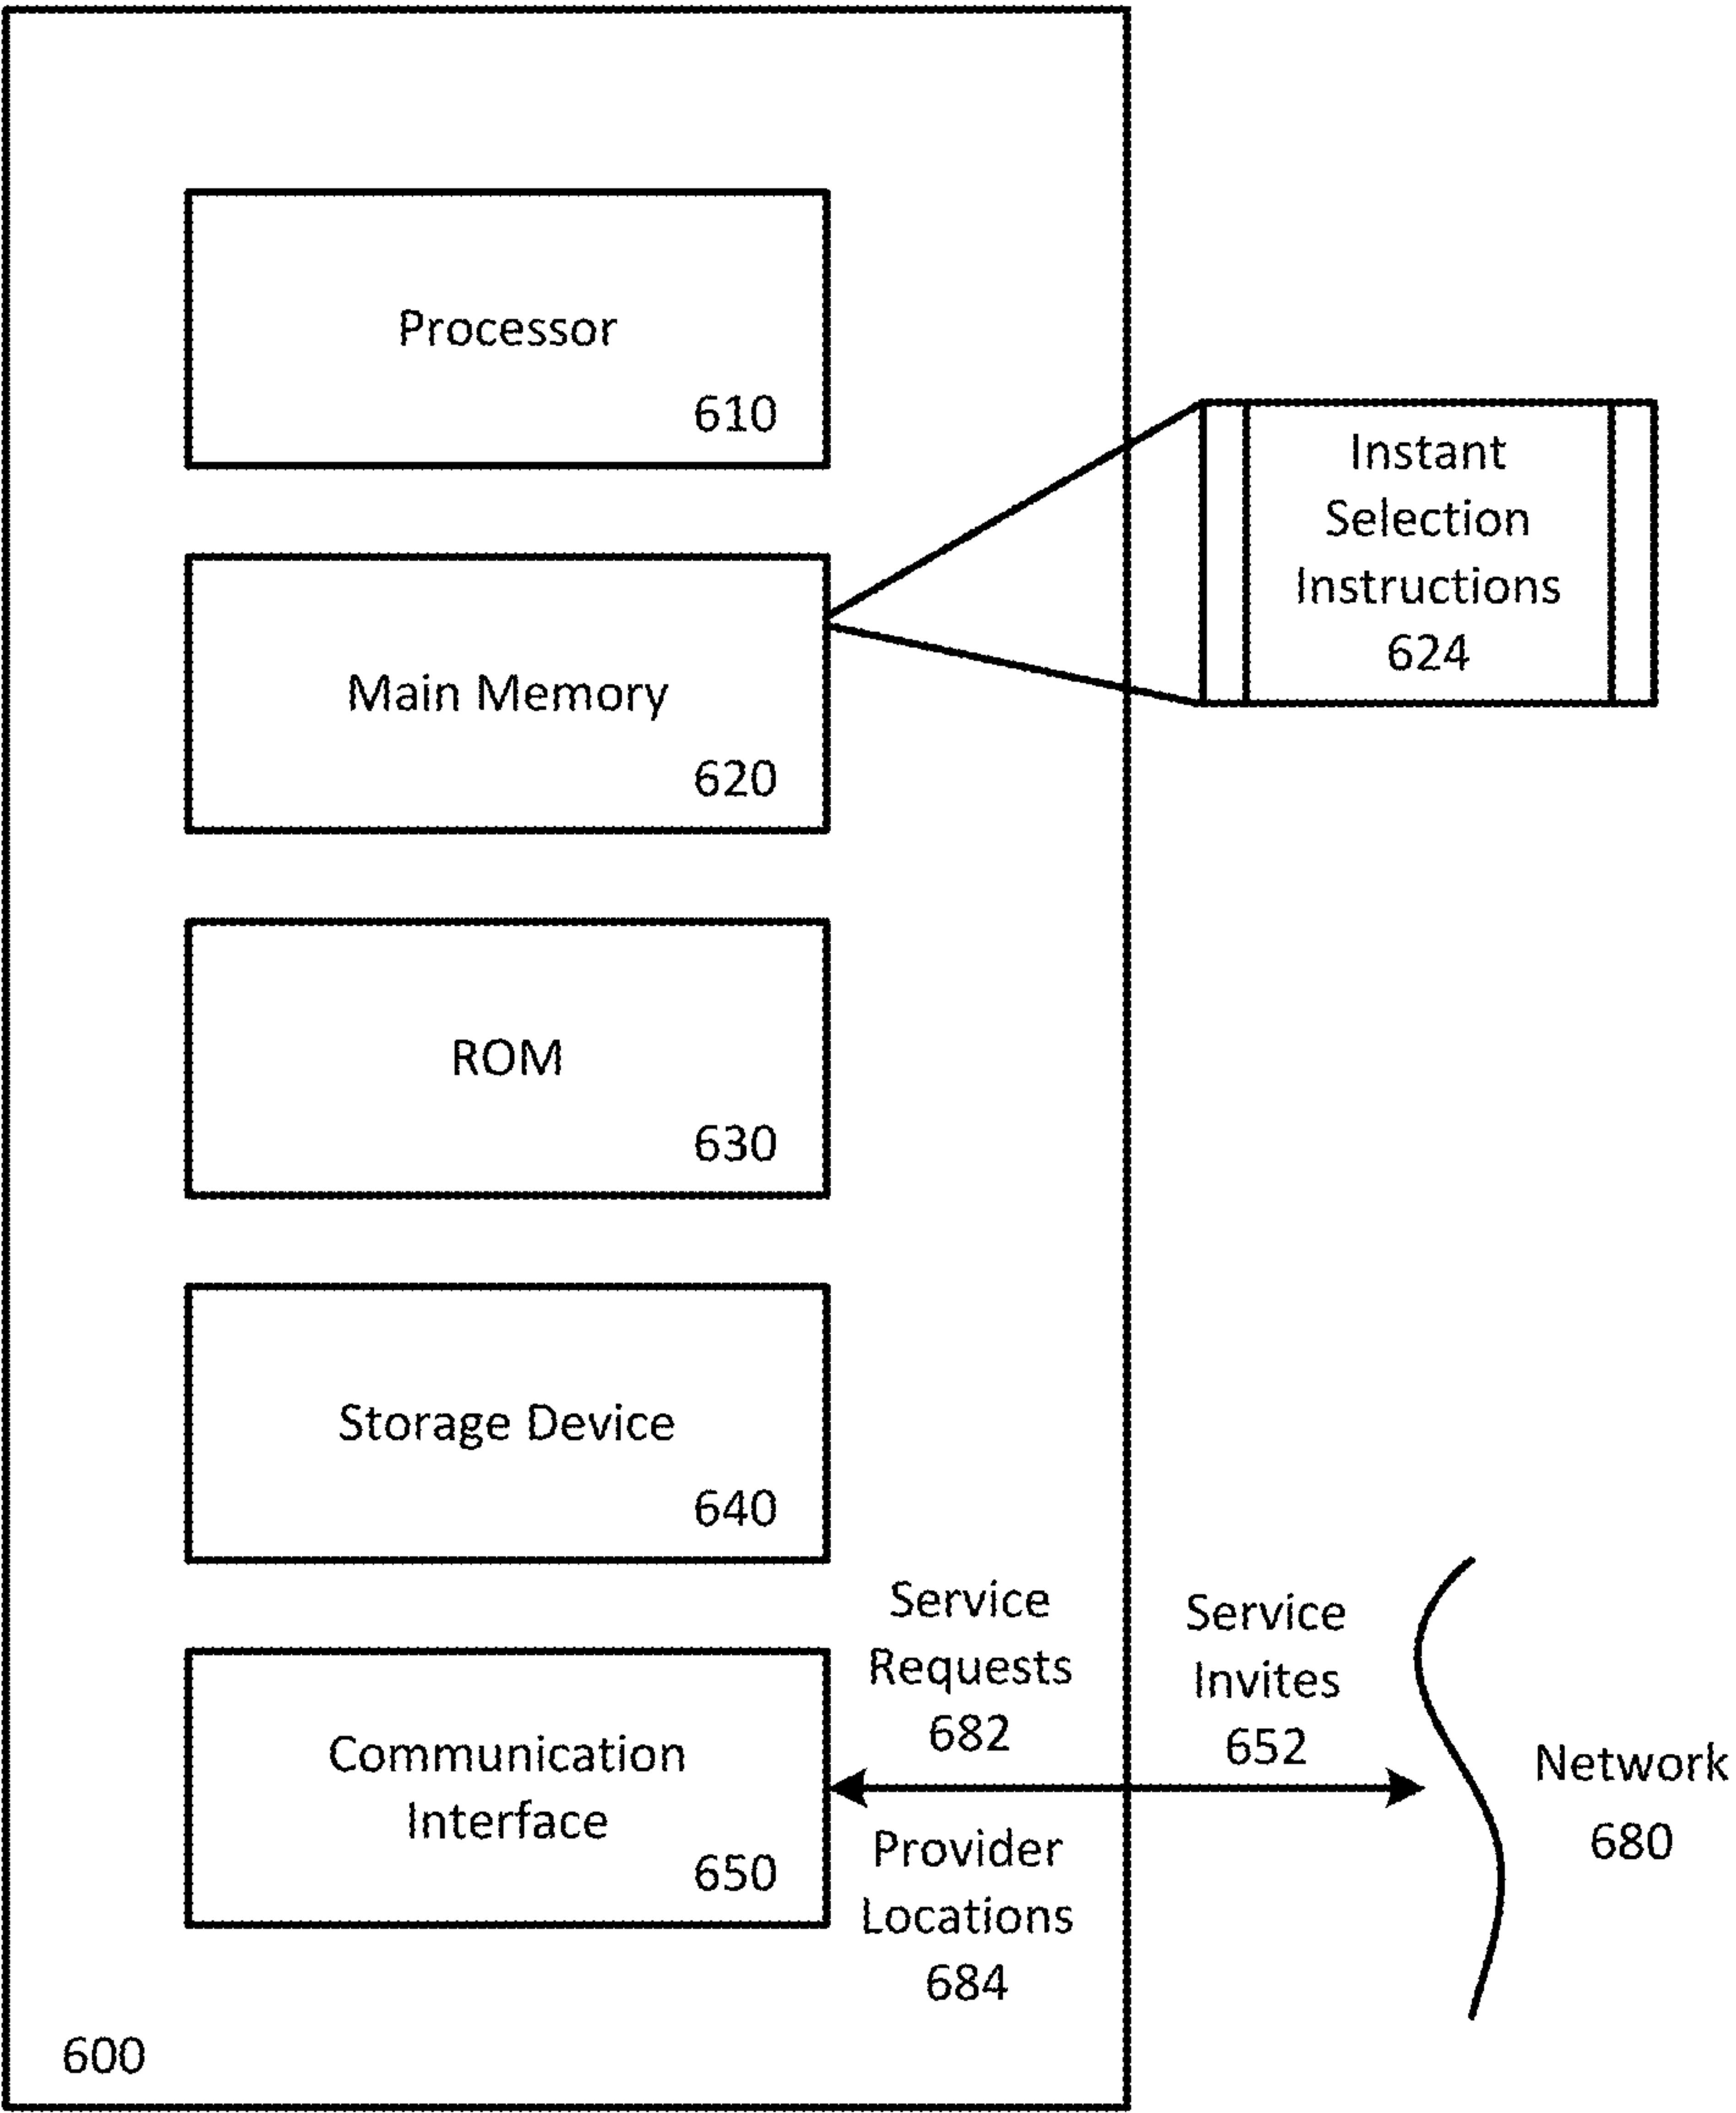 Processor
610
Instant
Selection
Instructions
624
Main Memory
620
ROM
630
Storage Device
640
Service
Requests
682
Service
Invites
652
Communication
Interface
650
Provider
Locations
684
Network
680
600